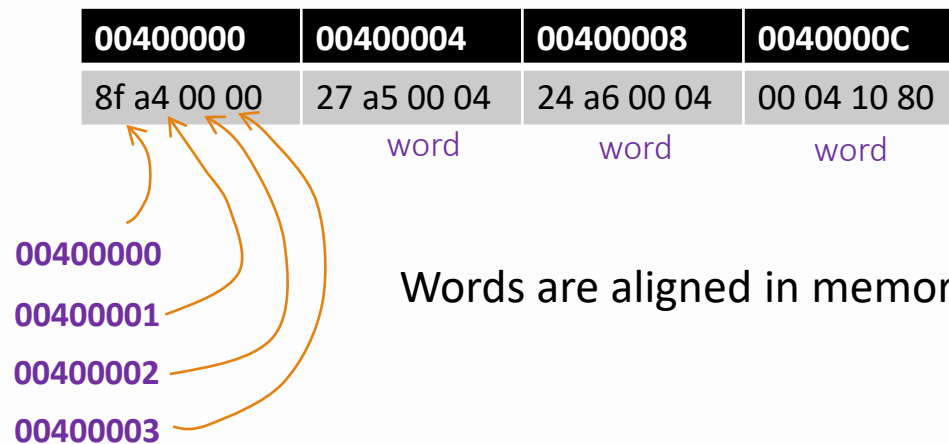 00400000 00400004 00400008 0040000C
8f a4 00 00 27 a5 00 04 24 a6 00 04 00 04 10 80
word word word
00400000
Words are aligned in memor
00400001
00400002
00400003